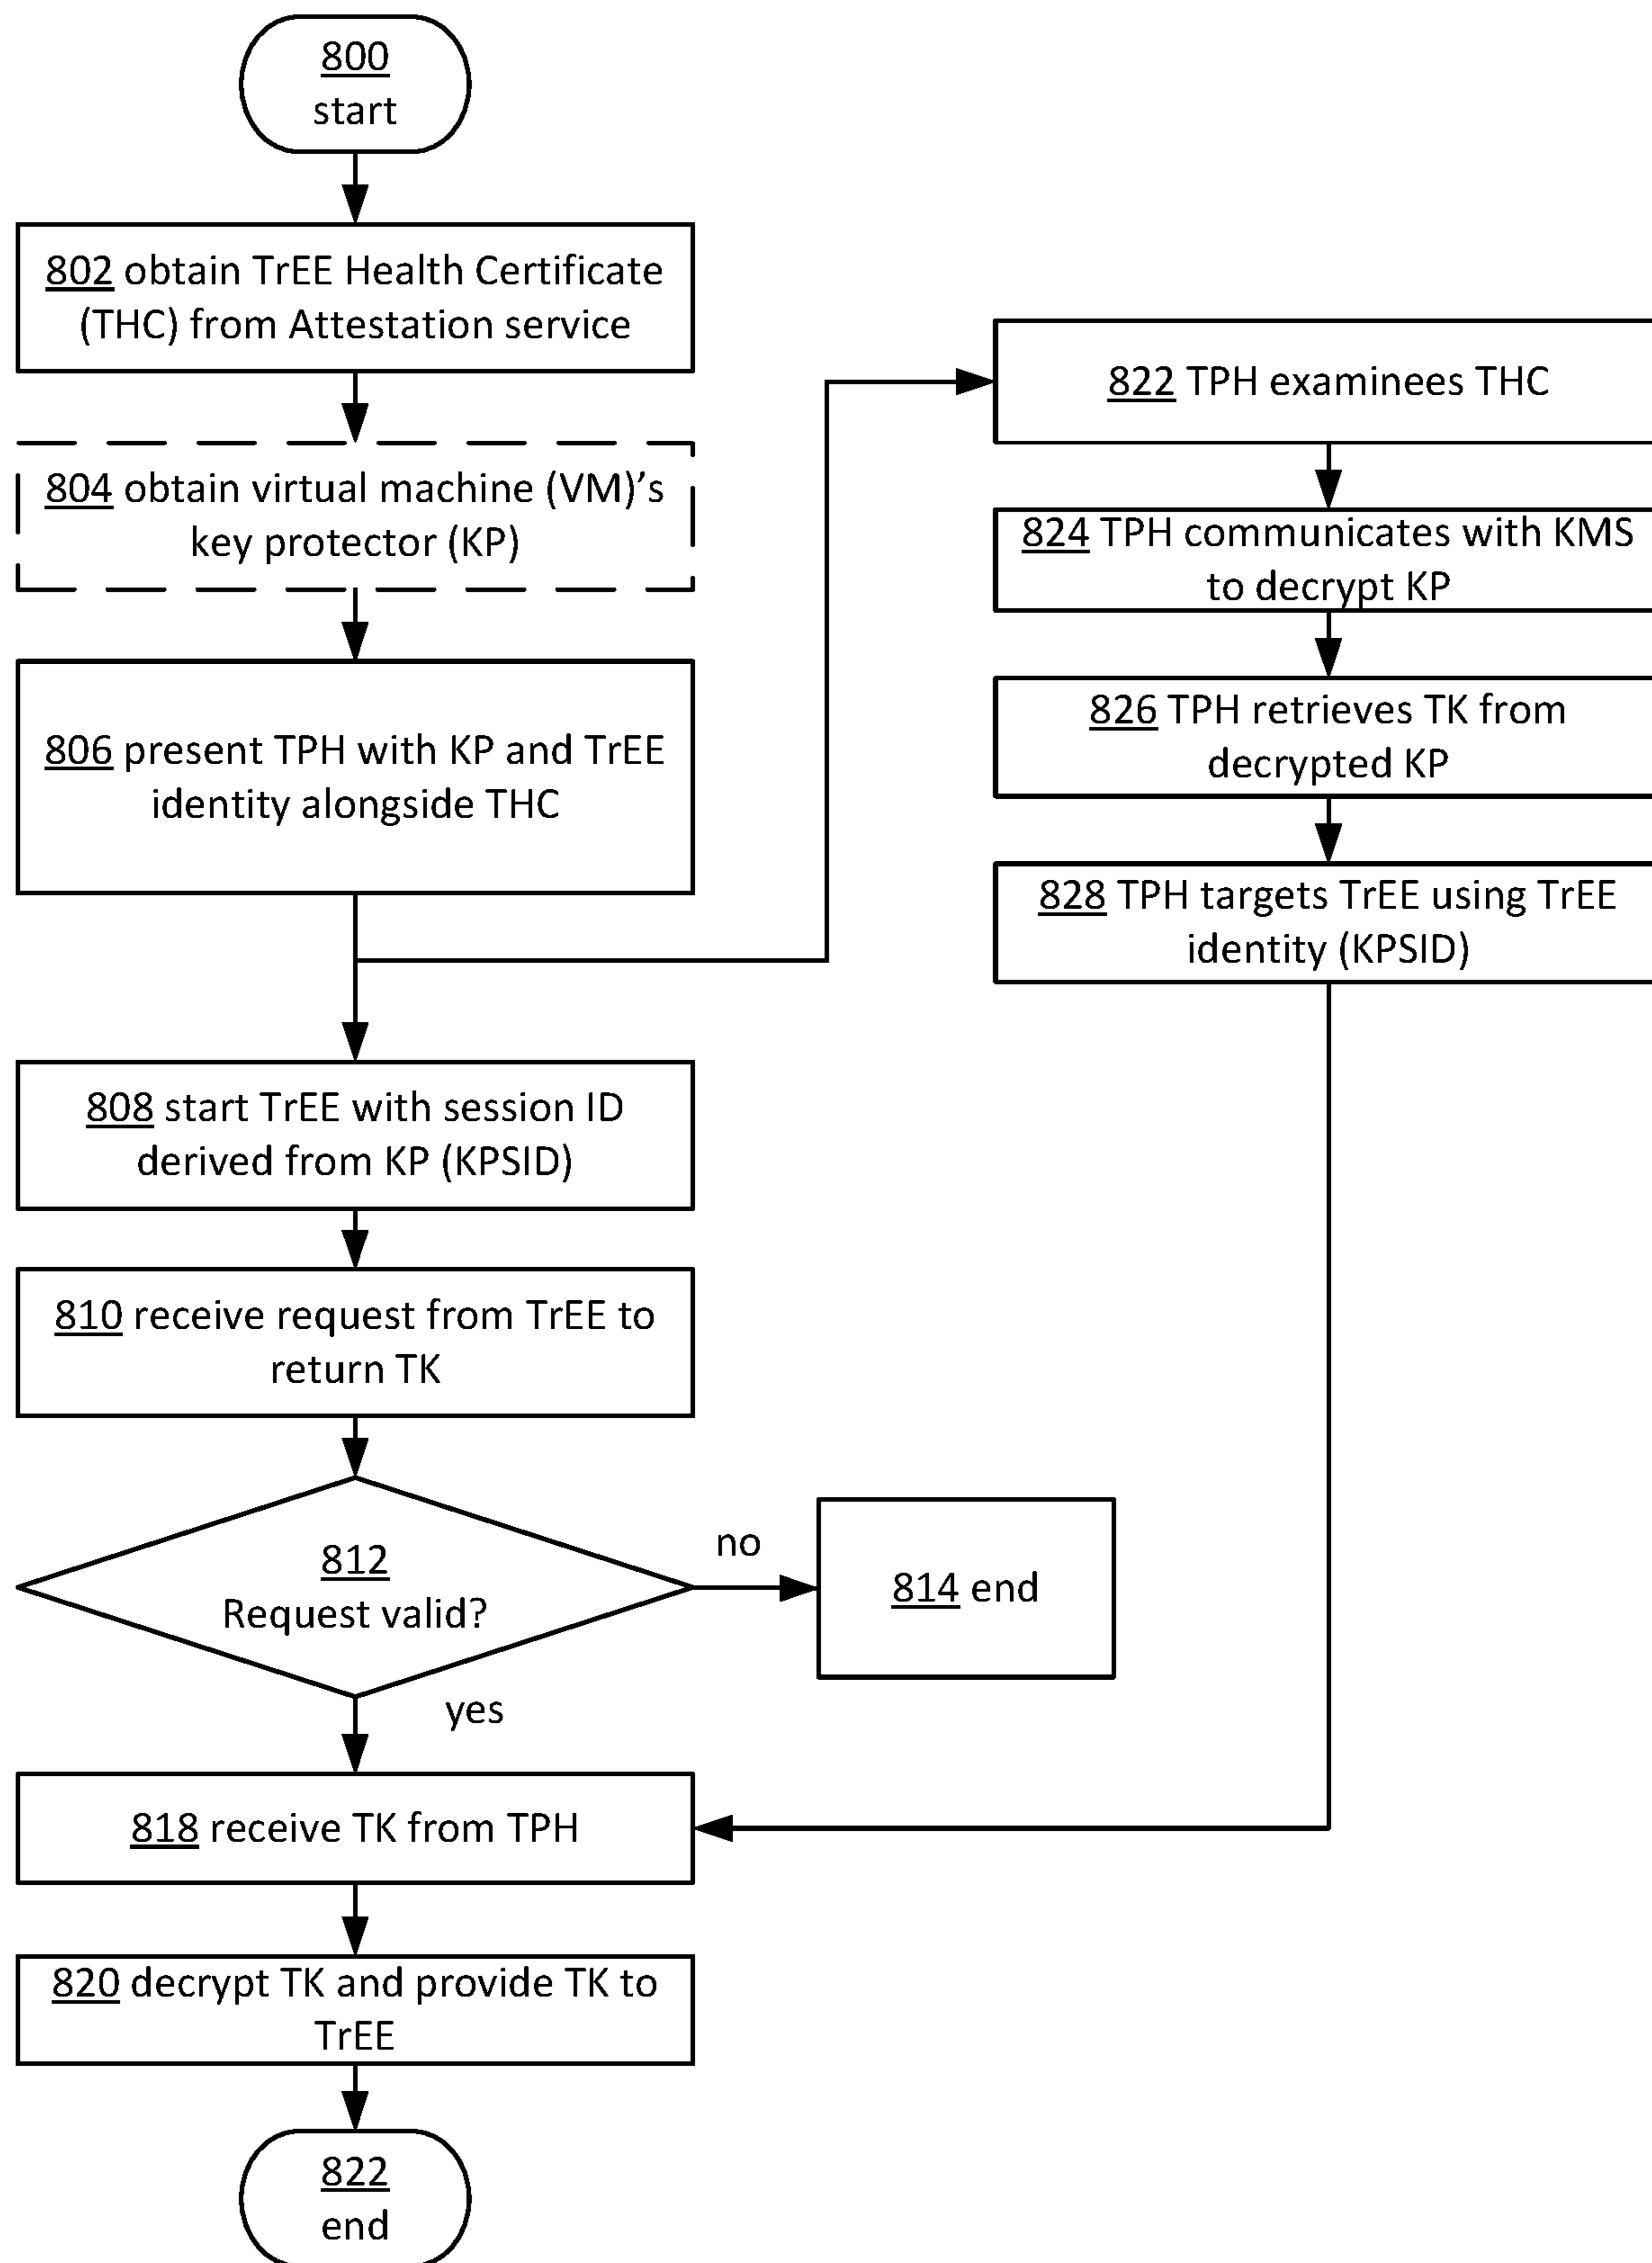 800
start
802 obtain TrEE Health Certificate
(THC) from Attestation service
804 obtain virtual machine (VM)’s
key protector (KP)
806 present TPH with KP and TrEE
identity alongside THC
822 TPH examinees THC
824 TPH communicates with KMS
to decrypt KP
826 TPH retrieves TK from
decrypted KP
828 TPH targets TrEE using TrEE
identity (KPSID)
808 start TrEE with session ID
derived from KP (KPSID)
810 receive request from TrEE to
return TK
812
Request valid?
no
814 end
yes
818 receive TK from TPH
820 decrypt TK and provide TK to
TrEE
822
end